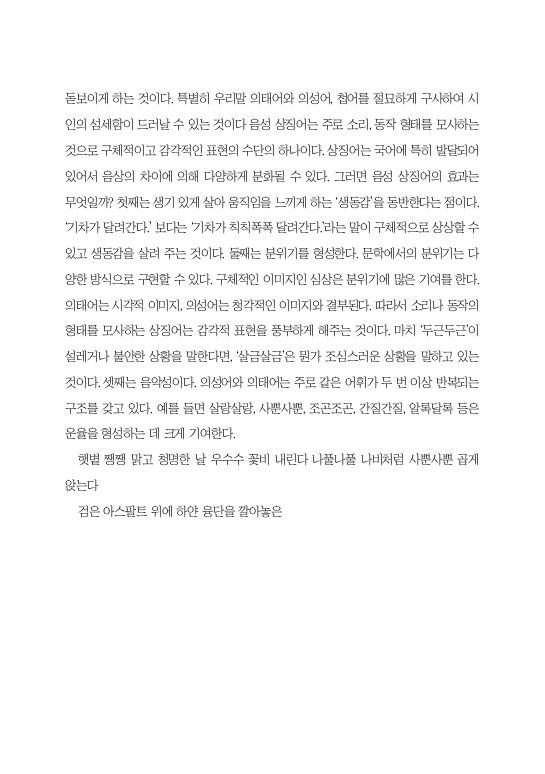 돋보이게 하는 것이다. 특별히 우리말 의태어와 의성어, 첩어를 절묘하게 구사하여 시
인의 섬세함이 드러날 수 있는 것이다 음성 상징어는 주로 소리, 동작 형태를 모사하는
것으로 구체적이고 감각적인 표현의 수단의 하나이다. 상징어는 국어에 특히 발달되어
있어서 음상의 차이에 의해 다양하게 분화될 수 있다. 그러면 음성 상징어의 효과는
무엇일까? 첫째는 생기 있게 살아 움직임을 느끼게 하는 ‘생동감’을 동반한다는 점이다.
‘기차가 달려간다.’ 보다는 ‘기차가 칙칙폭폭 달려간다.’라는 말이 구체적으로 상상할 수
있고 생동감을 살려 주는 것이다. 둘째는 분위기를 형성한다. 문학에서의 분위기는 다
양한 방식으로 구현할 수 있다. 구체적인 이미지인 심상은 분위기에 많은 기여를 한다.
의태어는 시각적 이미지, 의성어는 청각적인 이미지와 결부된다. 따라서 소리나 동작의
형태를 모사하는 상징어는 감각적 표현을 풍부하게 해주는 것이다. 마치 ‘두근두근’이
설레거나 불안한 상황을 말한다면, ‘살금살금’은 뭔가 조심스러운 상황을 말하고 있는
것이다. 셋째는 음악성이다. 의성어와 의태어는 주로 같은 어휘가 두 번 이상 반복되는
구조를 갖고 있다. 예를 들면 살랑살랑, 사뿐사뿐, 조곤조곤, 간질간질, 알록달록 등은
운율을 형성하는 데 크게 기여한다.
햇볕 쨍쨍 맑고 청명한 날 우수수 꽃비 내린다 나풀나풀 나비처럼 사뿐사뿐 곱게
앉는다
검은 아스팔트 위에 하얀 융단을 깔아놓은